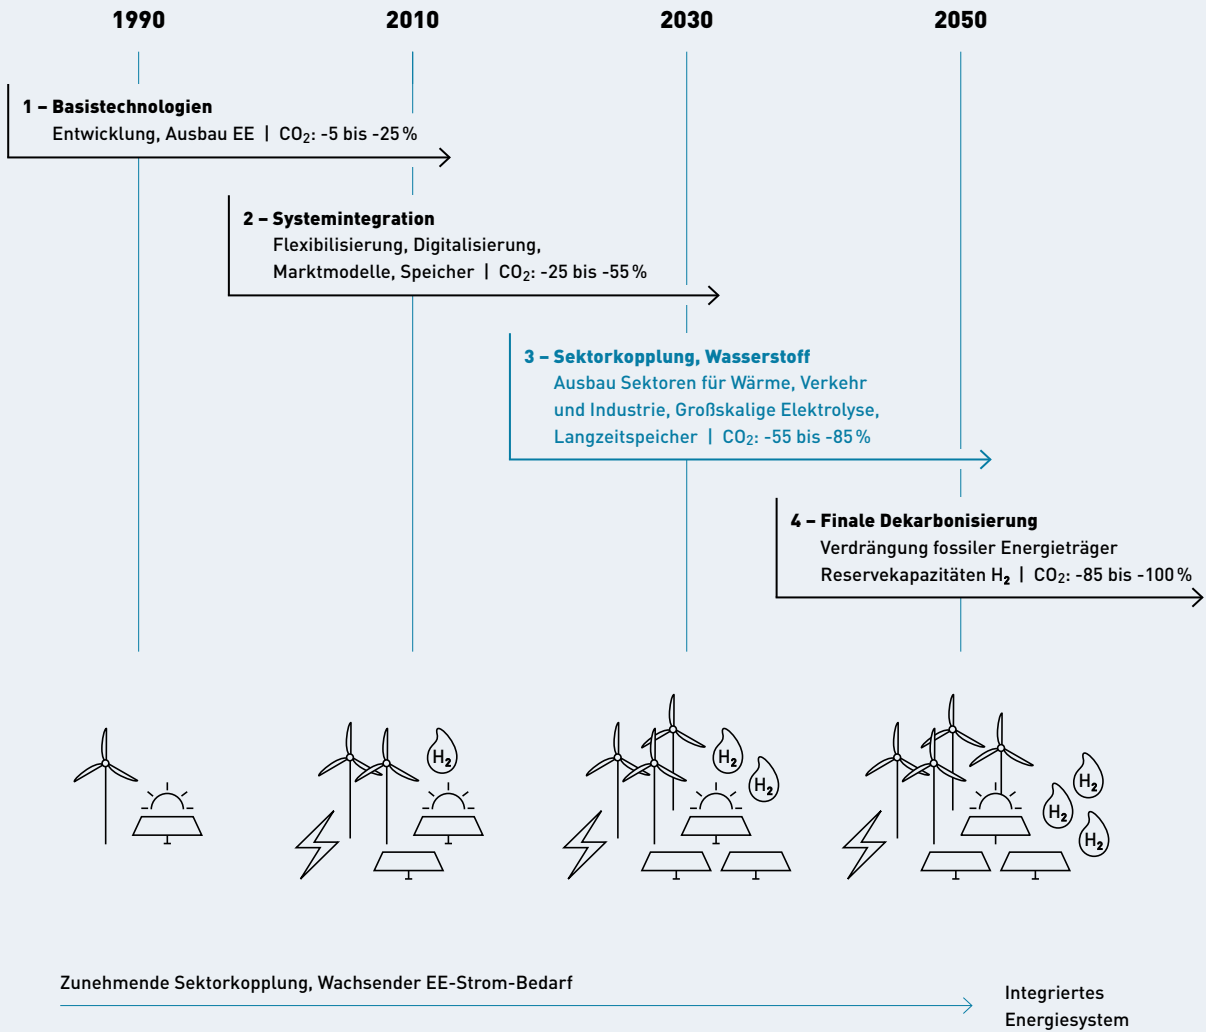 1990 2010 2030 2050
1 – Basistechnologien
Entwicklung, Ausbau EE | CO₂: -5 bis -25 %
2 – Systemintegration
Flexibilisierung, Digitalisierung,
Marktmodelle, Speicher | CO₂: -25 bis -55 %
3 – Sektorkopplung, Wasserstoff
Ausbau Sektoren für Wärme, Verkehr
und Industrie, Großskalige Elektrolyse,
Langzeitspeicher | CO₂: -55 bis -85 %
4 – Finale Dekarbonisierung
Verdrängung fossiler Energieträger
Reservekapazitäten H₂ | CO₂: -85 bis -100 %
H₂
H₂
H₂
H₂
H₂
H₂
Zunehmende Sektorkopplung, Wachsender EE-Strom-Bedarf
Integriertes
Energiesystem